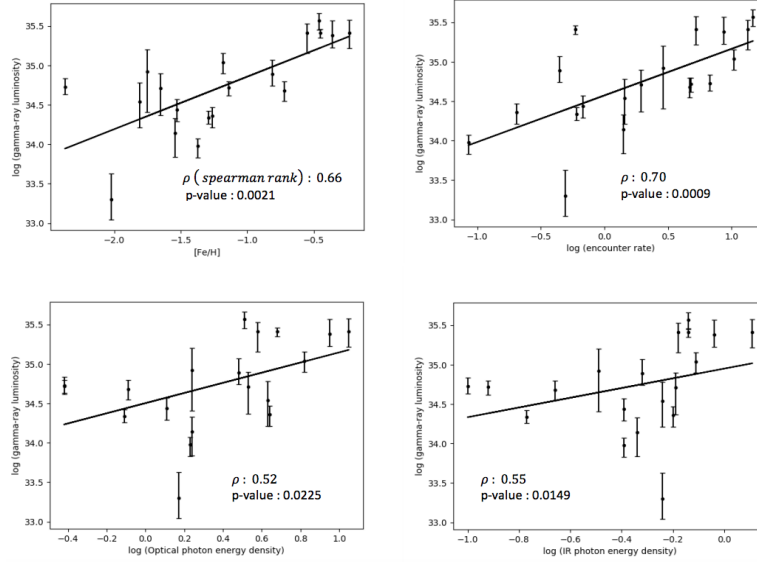 35.5
35.0
34.5
34.0
33.5
33.0
log (gamma-ray luminosity)
ρ ( spearman rank) : 0.66
p-value : 0.0021
−2.0 −1.5 −1.0 −0.5
[Fe/H]
35.5
35.0
34.5
34.0
33.5
33.0
log (gamma-ray luminosity)
ρ : 0.70
p-value : 0.0009
−1.0 −0.5 0.0 0.5 1.0
log (encounter rate)
35.5
35.0
34.5
34.0
33.5
33.0
log (gamma-ray luminosity)
ρ : 0.52
p-value : 0.0225
−0.4 −0.2 0.0 0.2 0.4 0.6 0.8 1.0
log (Optical photon energy density)
35.5
35.0
34.5
34.0
33.5
33.0
log (gamma-ray luminosity)
ρ : 0.55
p-value : 0.0149
−1.0 −0.8 −0.6 −0.4 −0.2 0.0
log (IR photon energy density)